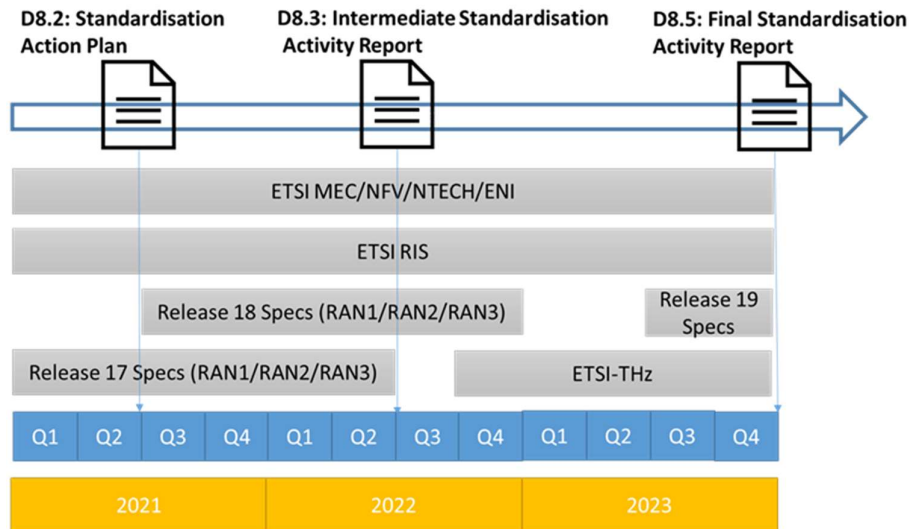 D8.2: Standardisation
Action Plan
D8.3: Intermediate Standardisation
Activity Report
D8.5: Final Standardisation
Activity Report
ETSI MEC/NFV/NTECH/ENI
ETSI RIS
Release 18 Specs (RAN1/RAN2/RAN3)
Release 19
Specs
Release 17 Specs (RAN1/RAN2/RAN3)
ETSI-THz
Q1 Q2 Q3 Q4 Q1 Q2 Q3 Q4 Q1 Q2 Q3 Q4
2021 2022 2023